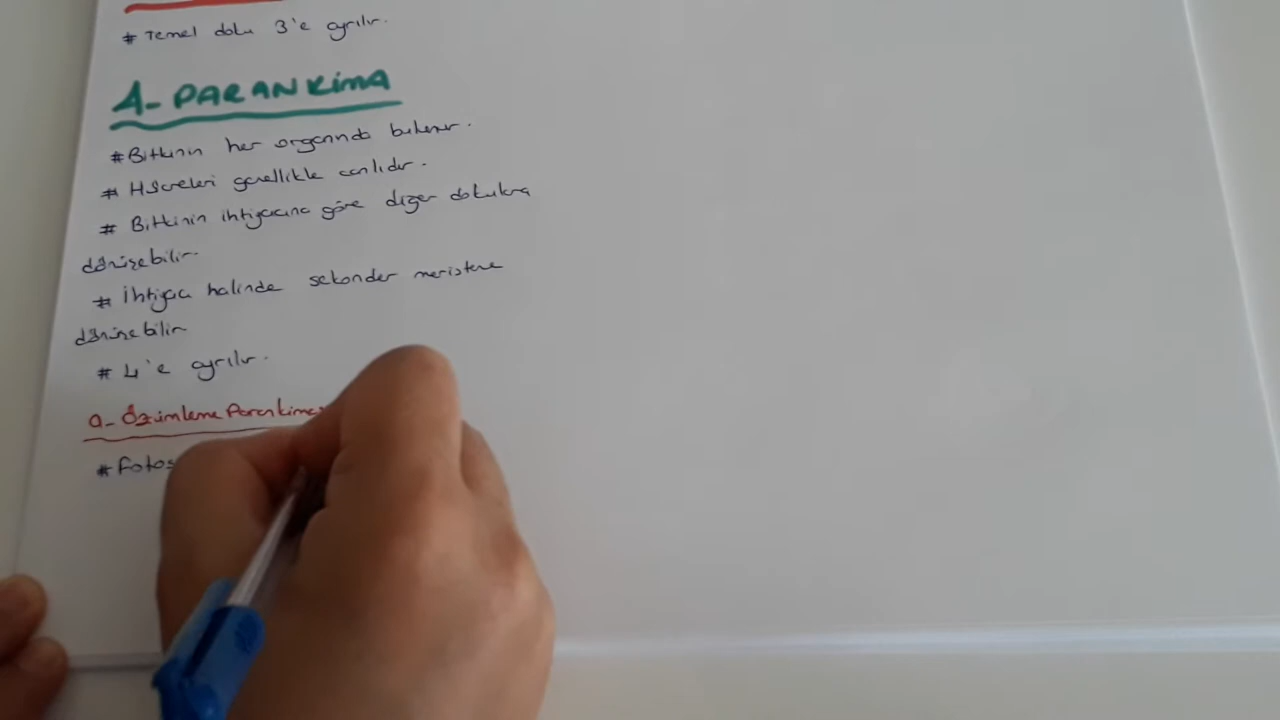 # Temel doku 3'e ayrılır.
A- PARANKİMA
# Bitkinin her organında bulunur.
# Hücreleri genellikle canlıdır.
# Bitkinin ihtiyacına göre diğer dokulara
dönüşebilir.
# İhtiyaç halinde sekonder meristeme
dönüşebilir
# 4'e ayrılır.
a- Özümleme Parankiması
# Fotos